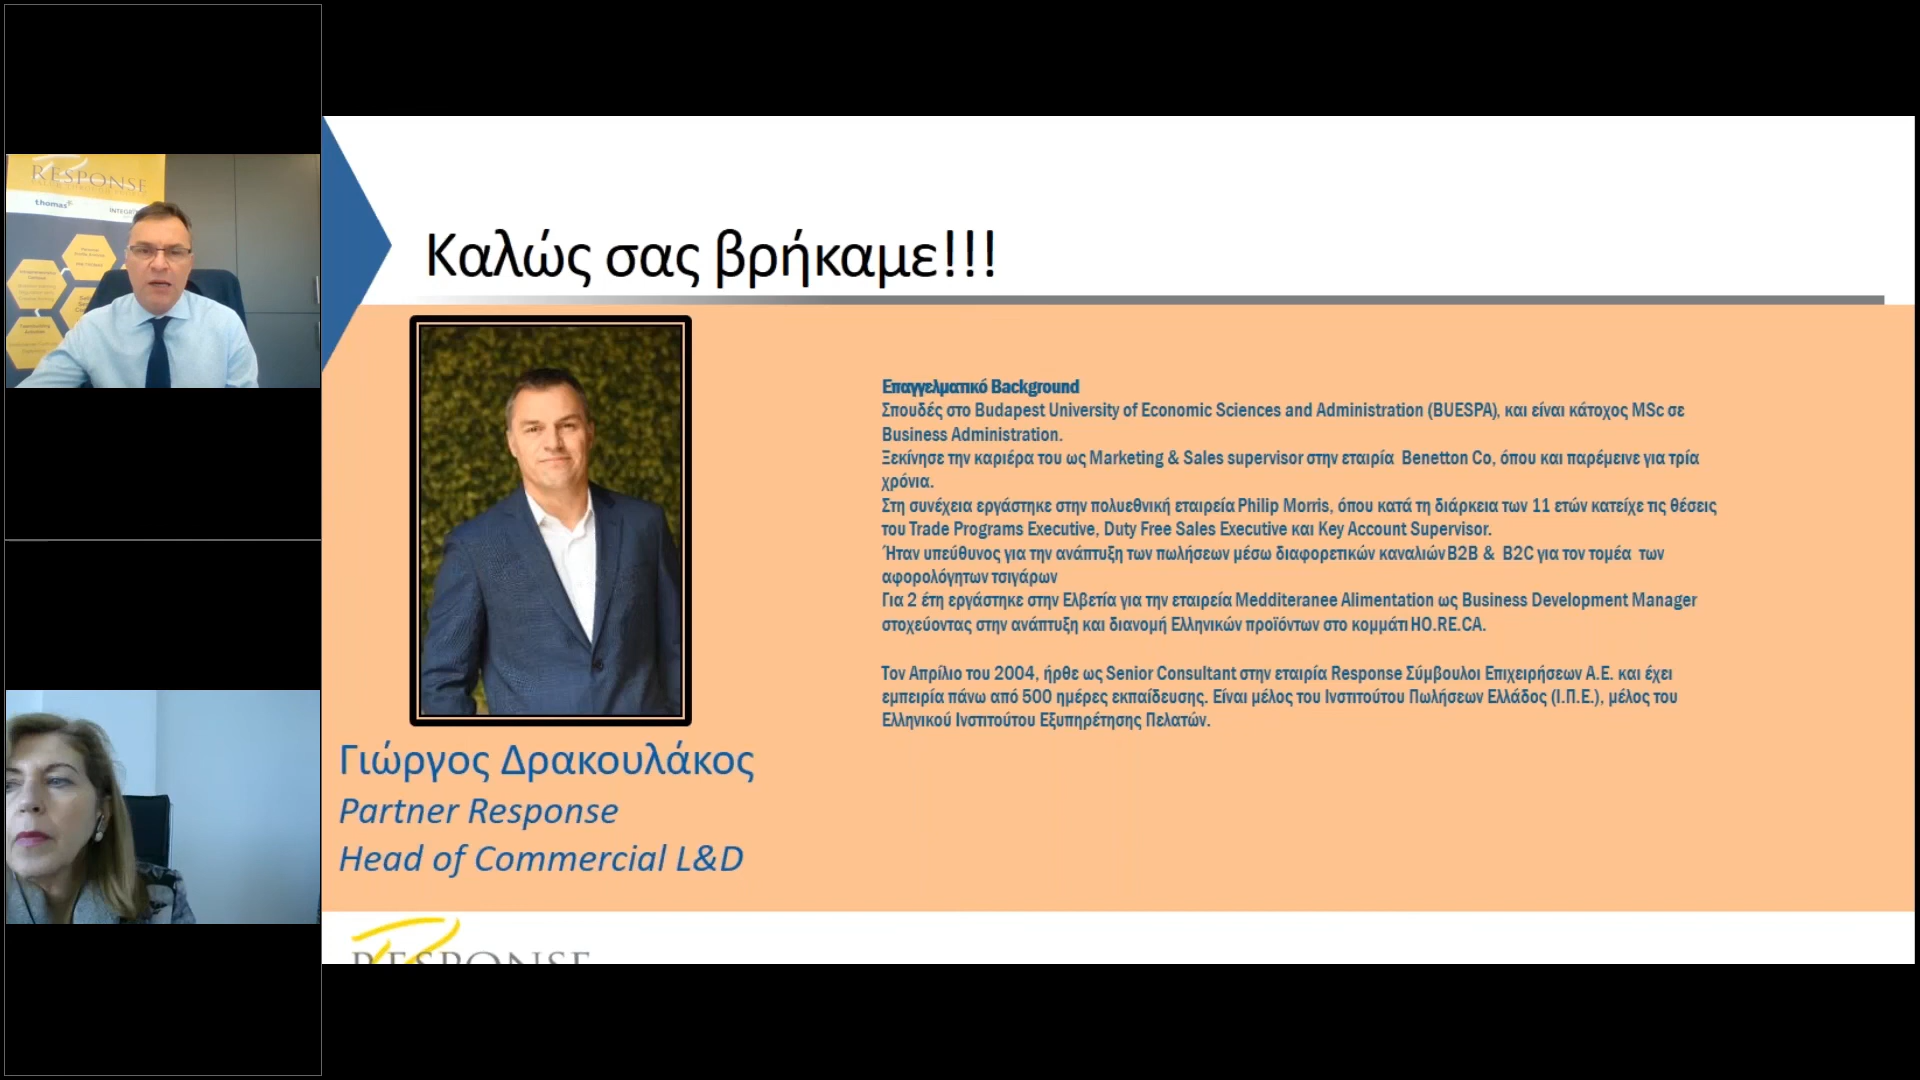 RESPONSE
thomas
Καλώς σας βρήκαμε!!!
Επαγγελματικό Background
Σπουδές στο Budapest University of Economic Sciences and Administration (BUESPA), και είναι κάτοχος MSc σε
Business Administration.
Ξεκίνησε την καριέρα του ως Marketing & Sales supervisor στην εταιρία Benetton Co, όπου και παρέμεινε για τρία
χρόνια.
Στη συνέχεια εργάστηκε στην πολυεθνική εταιρεία Philip Morris, όπου κατά τη διάρκεια των 11 ετών κατείχε τις θέσεις
του Trade Programs Executive, Duty Free Sales Executive και Key Account Supervisor.
Ήταν υπεύθυνος για την ανάπτυξη των πωλήσεων μέσω διαφορετικών καναλιών B2B & B2C για τον τομέα των
αφορολόγητων τσιγάρων
Για 2 έτη εργάστηκε στην Ελβετία για την εταιρεία Medditeranee Alimentation ως Business Development Manager
στοχεύοντας στην ανάπτυξη και διανομή Ελληνικών προϊόντων στο κομμάτι HO.RE.CA.
Τον Απρίλιο του 2004, ήρθε ως Senior Consultant στην εταιρία Response Σύμβουλοι Επιχειρήσεων Α.Ε. και έχει
εμπειρία πάνω από 500 ημέρες εκπαίδευσης. Είναι μέλος του Ινστιτούτου Πωλήσεων Ελλάδος (Ι.Π.Ε.), μέλος του
Ελληνικού Ινστιτούτου Εξυπηρέτησης Πελατών.
Γιώργος Δρακουλάκος
Partner Response
Head of Commercial L&D
RESPONSE